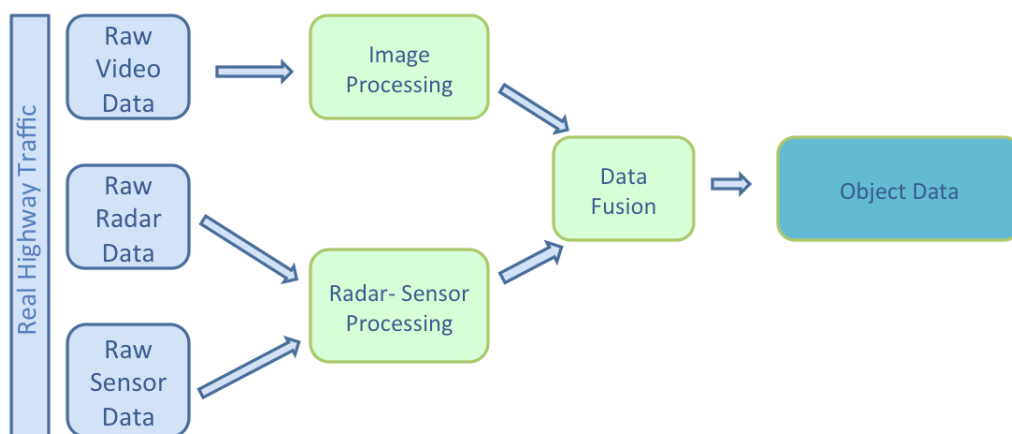 Real Highway Traffic
Raw
Video
Data
Image
Processing
Raw
Radar
Data
Data
Fusion
Object Data
Radar- Sensor
Processing
Raw
Sensor
Data